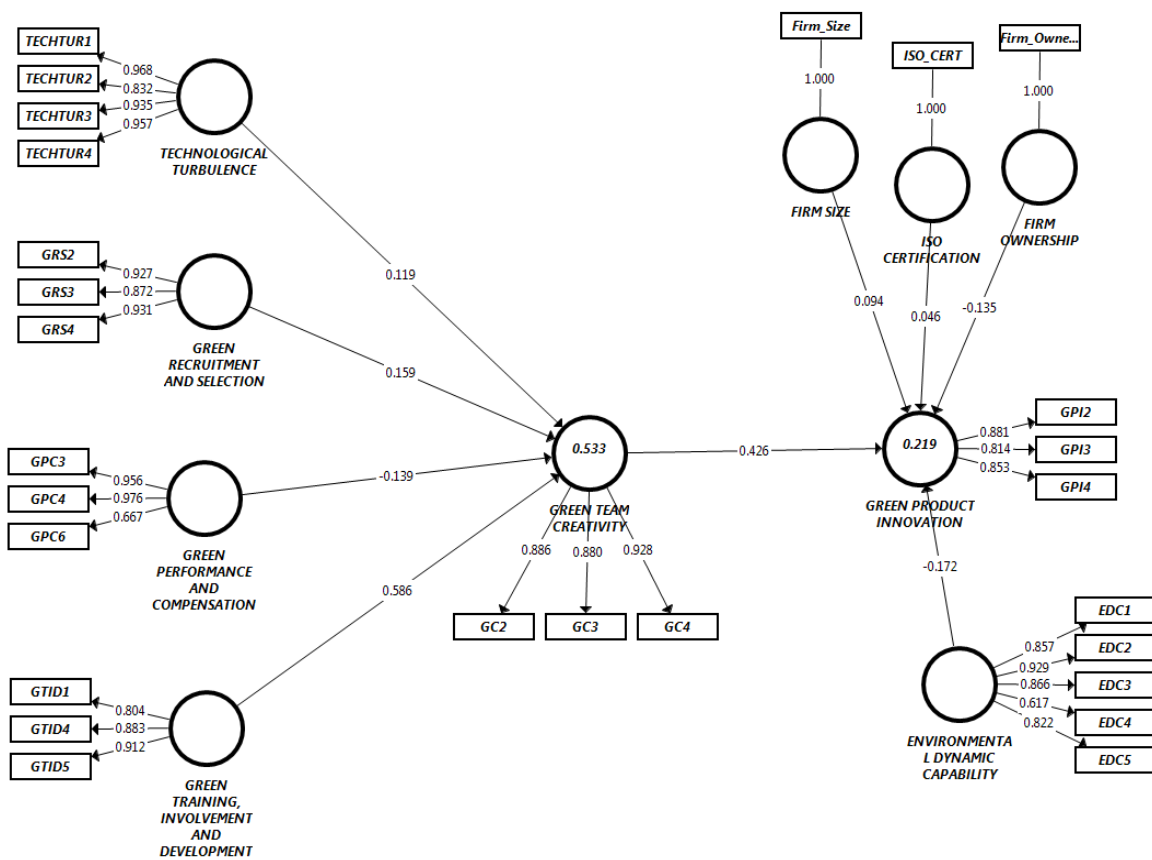 TECHTUR1
TECHTUR2
TECHTUR3
TECHTUR4
0.968
0.832
0.935
0.957
TECHNOLOGICAL
TURBULENCE
Firm_Size
ISO_CERT
Firm_Owne...
1.000
1.000
1.000
FIRM SIZE
ISO
CERTIFICATION
FIRM
OWNERSHIP
GRS2
GRS3
GRS4
0.927
0.872
0.931
GREEN
RECRUITMENT
AND SELECTION
0.119
0.159
0.094
0.046
-0.135
GPC3
GPC4
GPC6
0.956
0.976
0.667
GREEN
PERFORMANCE
AND
COMPENSATION
-0.139
0.586
0.533
GREEN TEAM
CREATIVITY
0.426
0.219
GREEN PRODUCT
INNOVATION
0.881
0.814
0.853
GPI2
GPI3
GPI4
0.886
0.880
0.928
GC2
GC3
GC4
-0.172
GTID1
GTID4
GTID5
0.804
0.883
0.912
GREEN
TRAINING,
INVOLVEMENT
AND
DEVELOPMENT
ENVIRONMENTA
L DYNAMIC
CAPABILITY
0.857
0.929
0.866
0.617
0.822
EDC1
EDC2
EDC3
EDC4
EDC5